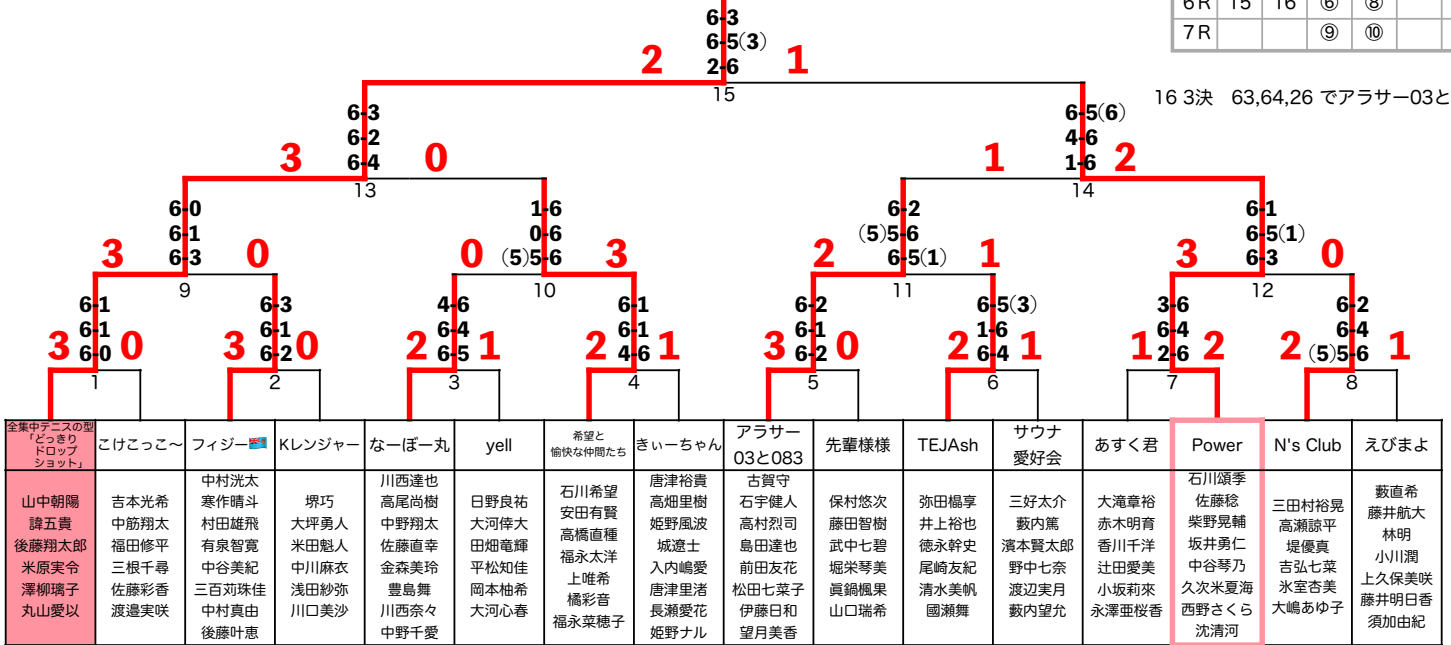 6R 15 16 ⑥ ⑧
7R ⑨ ⑩
6-3
6-5(3)
2-6
2 1
15
16 3決 63,64,26 でアラサー03と
6-3
6-2
6-4
3 0
13
6-5(6)
4-6
1-6
1 2
14
6-0
6-1
6-3
3 0
9
1-6
0-6
(5)5-6
0 3
10
6-2
(5)5-6
6-5(1)
2 1
11
6-1
6-5(1)
6-3
3 0
12
6-1
6-1
6-0
3 0
1
6-3
6-1
6-2
3 0
2
4-6
6-4
6-5
2 1
3
6-1
6-1
4-6
2 1
4
6-2
6-1
6-2
3 0
5
6-5(3)
1-6
6-4
2 1
6
3-6
6-4
2-6
1 2
7
6-2
6-4
(5)5-6
2 1
8
全集中テニスの型
「どっきり
ドロップ
ショット」
山中朝陽
諱五貴
後藤翔太郎
米原実令
澤柳璃子
丸山愛以
こけこっこ〜
吉本光希
中筋翔太
福田修平
三根千尋
佐藤彩香
渡邉実咲
フィジー🇫🇯
中村洸太
寒作晴斗
村田雄飛
有泉智寛
中谷美紀
三百苅珠佳
中村真由
後藤叶恵
Kレンジャー
堺巧
大坪勇人
米田魁人
中川麻衣
浅田紗弥
川口美沙
なーぼー丸
川西達也
高尾尚樹
中野翔太
佐藤直幸
金森美玲
豊島舞
川西奈々
中野千愛
yell
日野良祐
大河倖大
田畑竜輝
平松知佳
岡本柚希
大河心春
希望と
愉快な仲間たち
石川希望
安田有賢
高橋直種
福永太洋
上唯希
橘彩音
福永菜穂子
きぃーちゃん
唐津裕貴
高畑里樹
姫野風波
城遼士
入内嶋愛
唐津里渚
長瀬愛花
姫野ナル
アラサー
03と083
古賀守
石宇健人
高村烈司
島田達也
前田友花
松田七菜子
伊藤日和
望月美香
先輩様様
保村悠次
藤田智樹
武中七碧
堀栄琴美
眞鍋楓果
山口瑞希
TEJAsh
弥田榀享
井上裕也
徳永幹史
尾崎友紀
清水美帆
國瀬舞
サウナ
愛好会
三好太介
藪内篤
濱本賢太郎
野中七奈
渡辺実月
藪内望允
あすく君
大滝章裕
赤木明育
香川千洋
辻田愛美
小坂莉來
永澤亜桜香
Power
石川頌季
佐藤稔
柴野晃輔
坂井勇仁
中谷琴乃
久次米夏海
西野さくら
沈清河
N's Club
三田村裕晃
高瀬諒平
堤優真
吉弘七菜
氷室杏美
大嶋あゆ子
えびまよ
藪直希
藤井航大
林明
小川潤
上久保美咲
藤井明日香
須加由紀